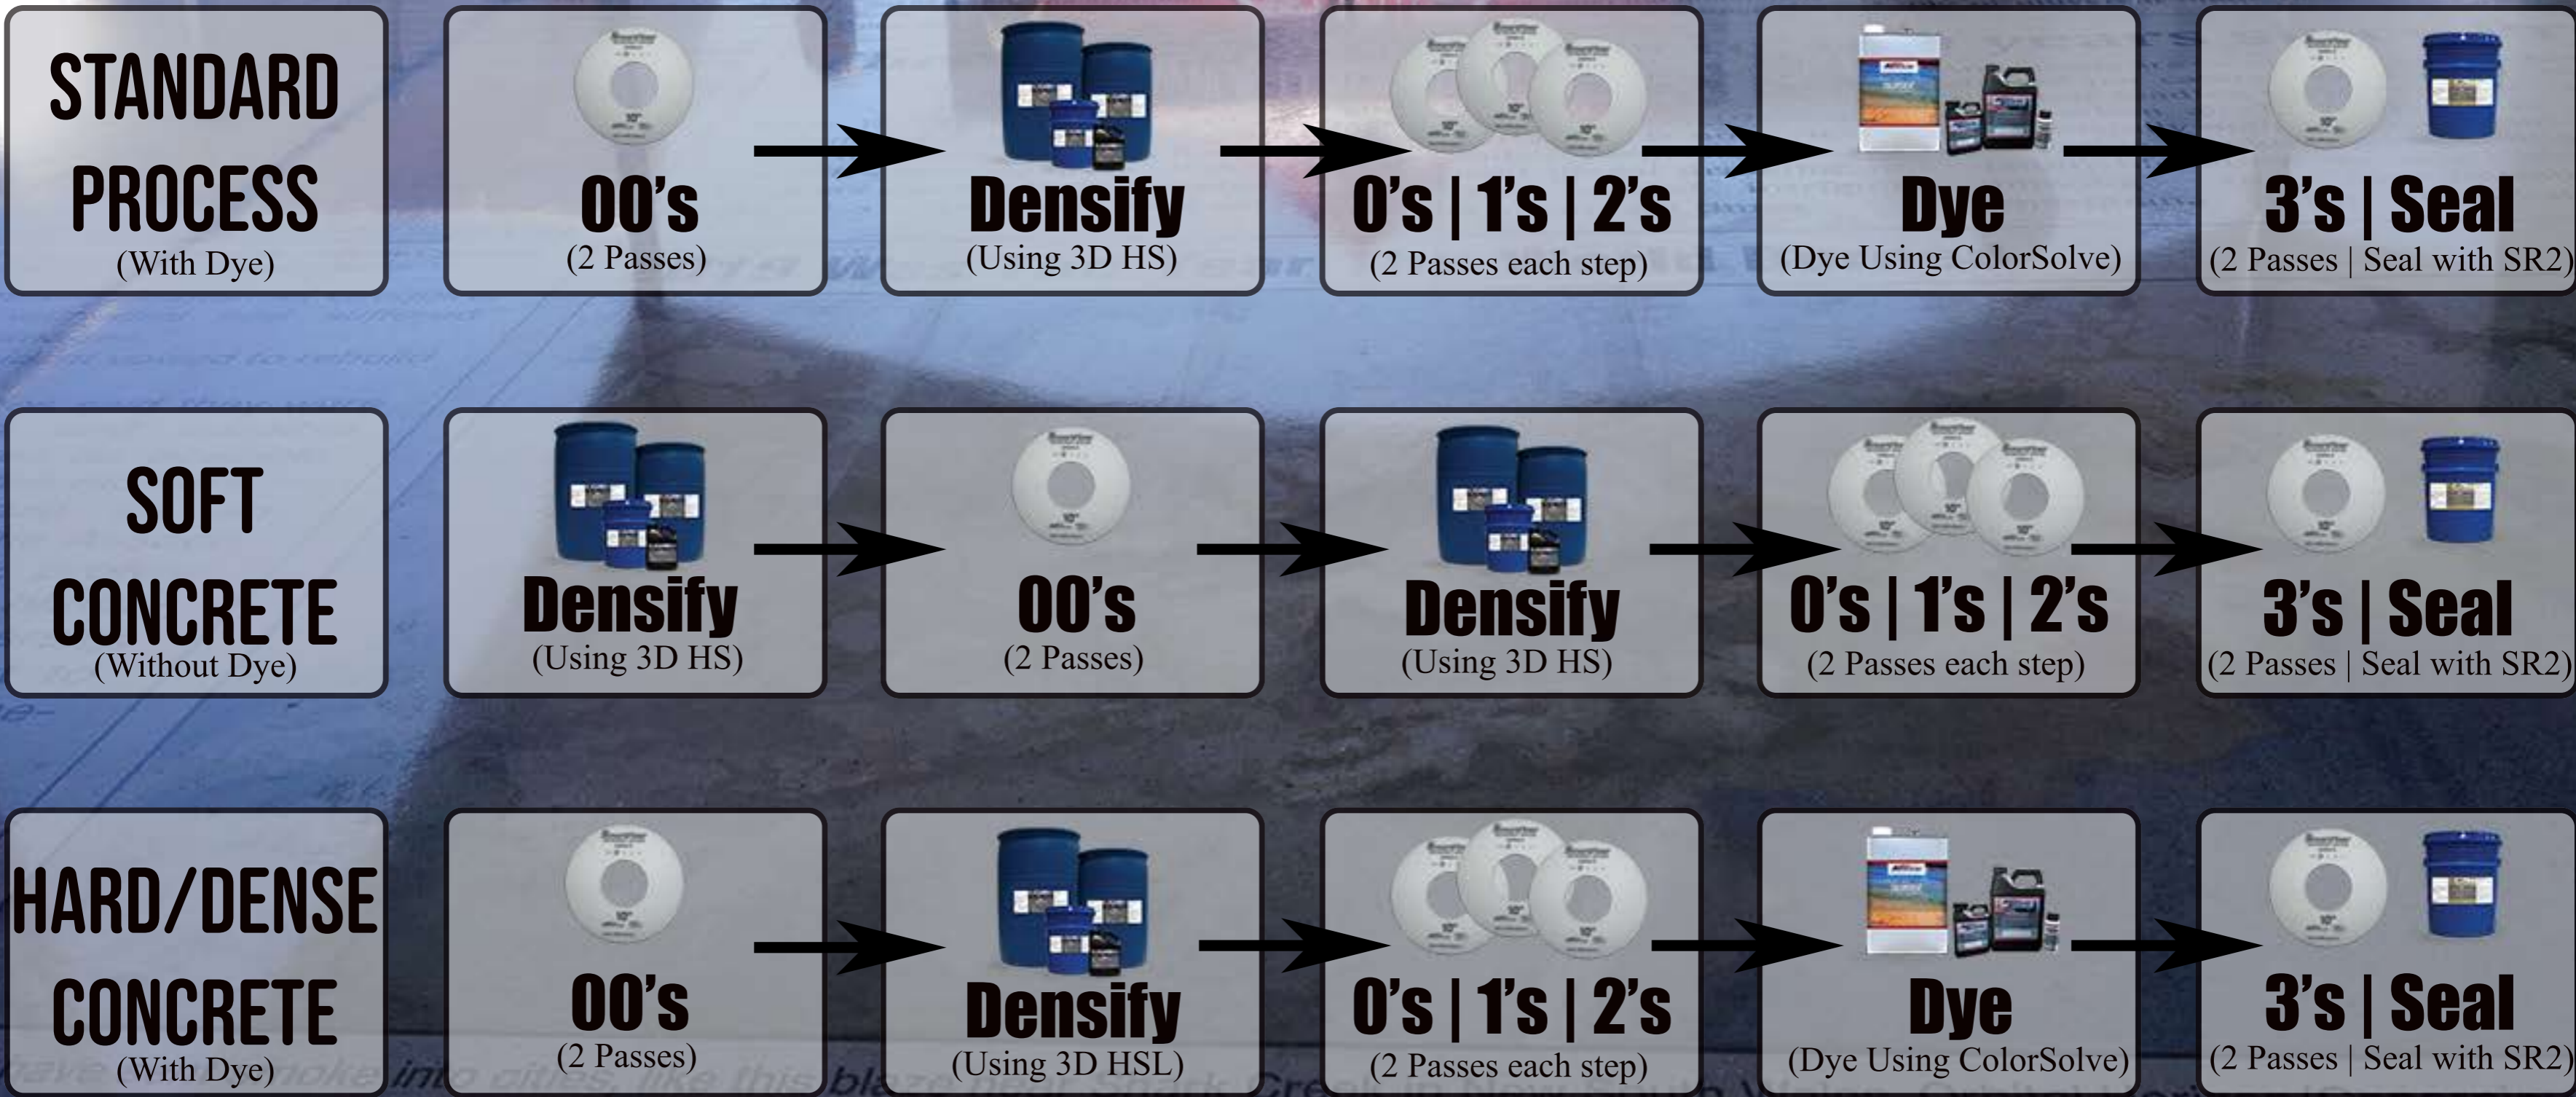 STANDARD
PROCESS
(With Dye)
00's
(2 Passes)
Densify
(Using 3D HS)
0's | 1's | 2's
(2 Passes each step)
Dye
(Dye Using ColorSolve)
3's | Seal
(2 Passes | Seal with SR2)
SOFT
CONCRETE
(Without Dye)
Densify
(Using 3D HS)
00's
(2 Passes)
Densify
(Using 3D HS)
0's | 1's | 2's
(2 Passes each step)
3's | Seal
(2 Passes | Seal with SR2)
HARD/DENSE
CONCRETE
(With Dye)
00's
(2 Passes)
Densify
(Using 3D HSL)
0's | 1's | 2's
(2 Passes each step)
Dye
(Dye Using ColorSolve)
3's | Seal
(2 Passes | Seal with SR2)